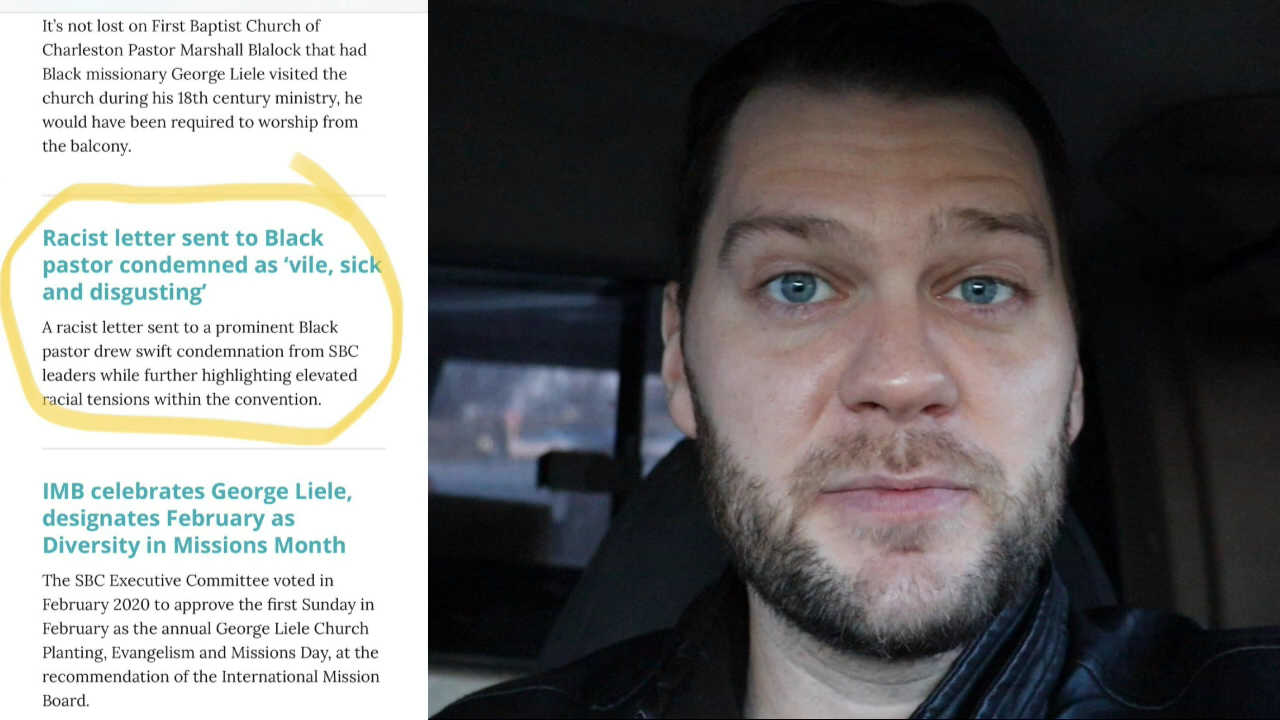 It’s not lost on First Baptist Church of
Charleston Pastor Marshall Blalock that had
Black missionary George Liele visited the
church during his 18th century ministry, he
would have been required to worship from
the balcony.
Racist letter sent to Black
pastor condemned as ‘vile, sick
and disgusting’
A racist letter sent to a prominent Black
pastor drew swift condemnation from SBC
leaders while further highlighting elevated
racial tensions within the convention.
IMB celebrates George Liele,
designates February as
Diversity in Missions Month
The SBC Executive Committee voted in
February 2020 to approve the first Sunday in
February as the annual George Liele Church
Planting, Evangelism and Missions Day, at the
recommendation of the International Mission
Board.